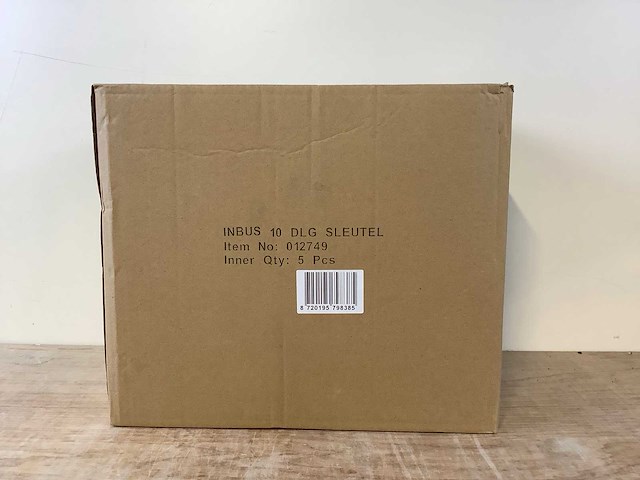 INBUS 10 DLG SLEUTEL
Item No: 012749
Inner Qty: 5 Pcs
8 720195 798385